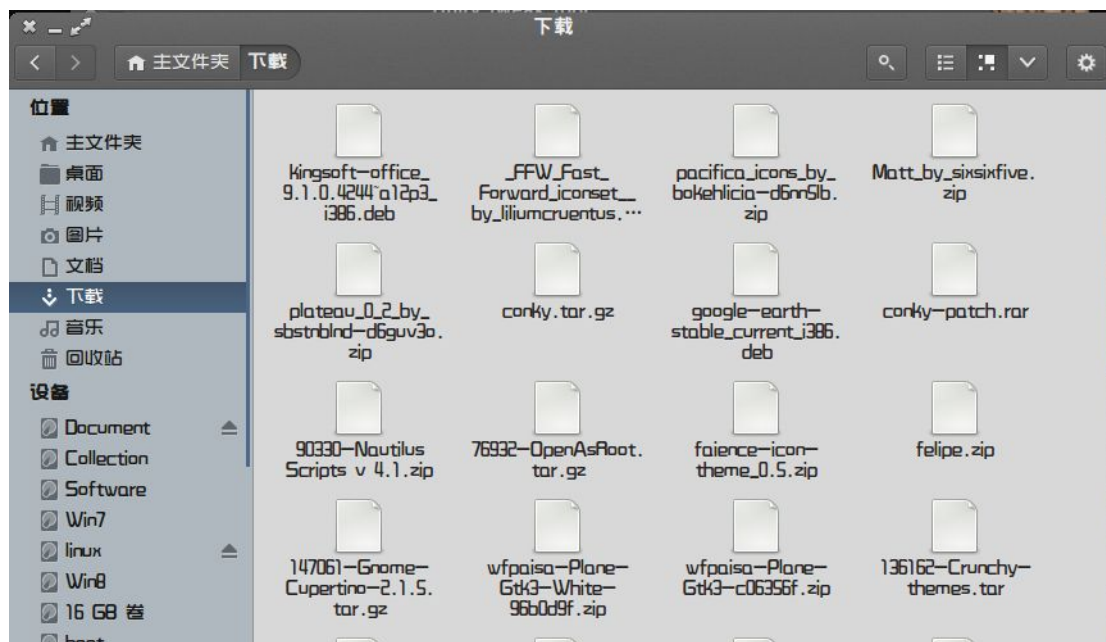 下载
主文件夹 下载
位置
主文件夹
桌面
视频
图片
文档
下载
音乐
回收站
设备
Document
Collection
Software
Win7
linux
Win8
16 GB 卷
boot
kingsoft-office_
9.1.0.4244~a12p3_
i386.deb
_FFW_Fast_
Forward_iconset__
by_liliumcruentus.…
pacifica_icons_by_
bokehlicia-d6nn5lb.
zip
Matt_by_sixsixfive.
zip
plateau_0_2_by_
sbstnblnd-d6guv3o.
zip
conky.tar.gz
google-earth-
stable_current_i386.
deb
conky-patch.rar
90330-Nautilus
Scripts v 4.1.zip
76932-OpenAsRoot.
tar.gz
faience-icon-
theme_0.5.zip
felipe.zip
147061-Gnome-
Cupertino-2.1.5.
tar.gz
wfpaisa-Plane-
Gtk3-White-
96b0d9f.zip
wfpaisa-Plane-
Gtk3-c06356f.zip
136162-Crunchy-
themes.tar